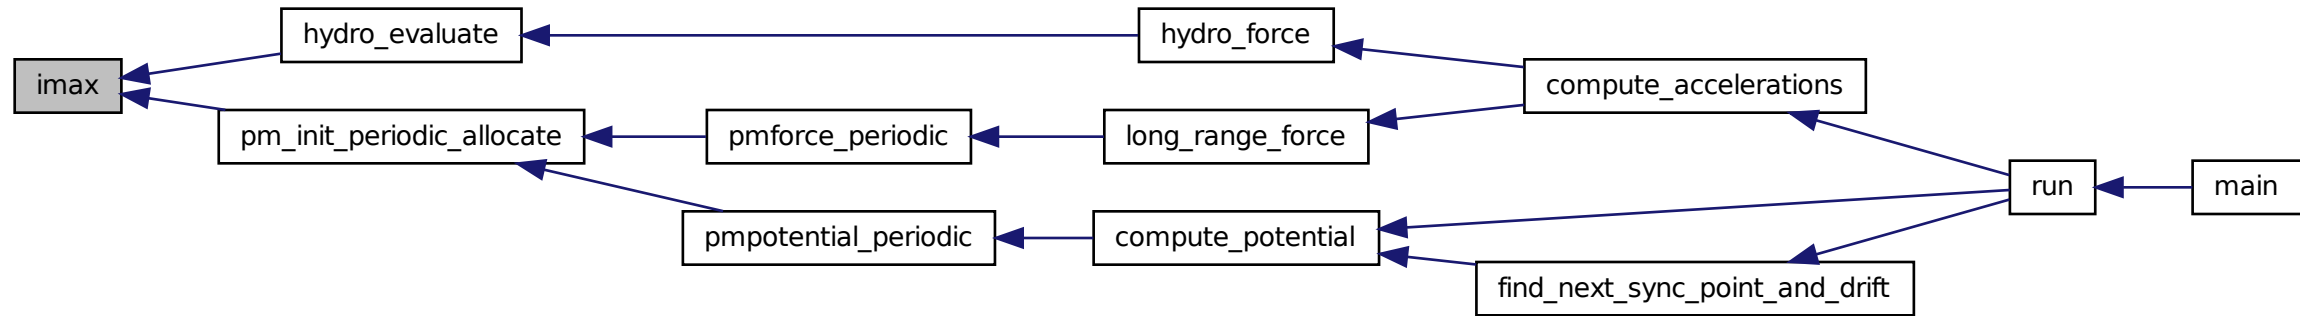 imax
hydro_evaluate
hydro_force
compute_accelerations
pm_init_periodic_allocate
pmforce_periodic
long_range_force
run
main
pmpotential_periodic
compute_potential
find_next_sync_point_and_drift